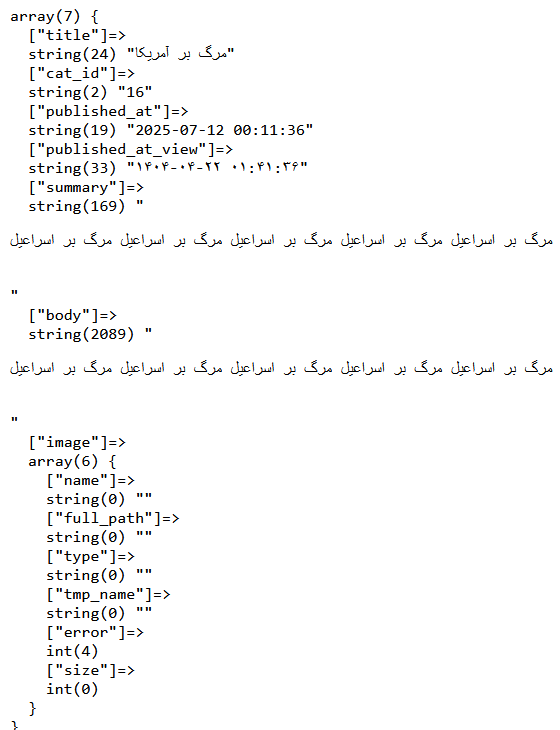 array(7) {
["title"]=>
string(24) "مرگ بر آمریکا"
["cat_id"]=>
string(2) "16"
["published_at"]=>
string(19) "2025-07-12 00:11:36"
["published_at_view"]=>
string(33) "۱۴۰۴-۰۴-۲۲ ۰۱:۴۱:۳۶"
["summary"]=>
string(169) "
مرگ بر اسراعیل مرگ بر اسراعیل مرگ بر اسراعیل مرگ بر اسراعیل مرگ بر اسراعیل
"
["body"]=>
string(2089) "
مرگ بر اسراعیل مرگ بر اسراعیل مرگ بر اسراعیل مرگ بر اسراعیل مرگ بر اسراعیل
"
["image"]=>
array(6) {
["name"]=>
string(0) ""
["full_path"]=>
string(0) ""
["type"]=>
string(0) ""
["tmp_name"]=>
string(0) ""
["error"]=>
int(4)
["size"]=>
int(0)
}
}